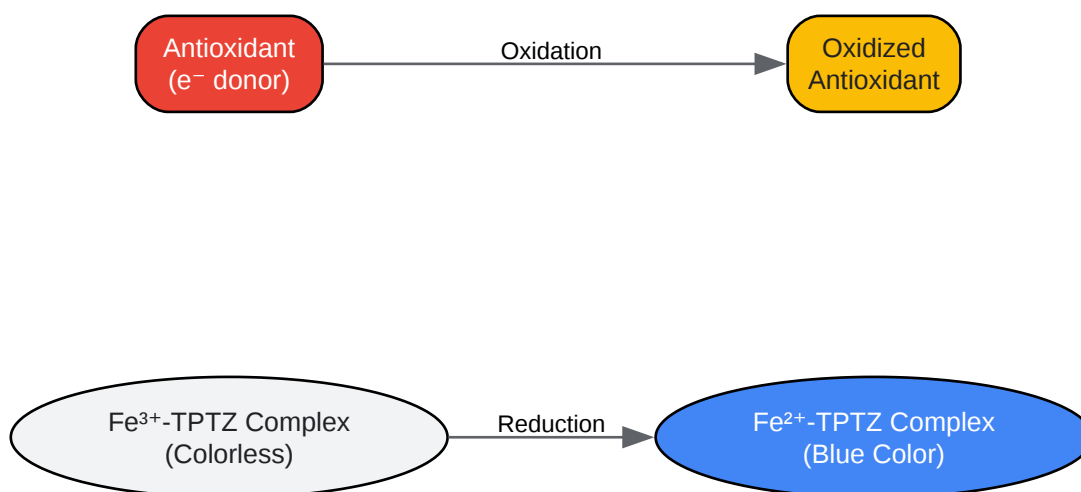 Antioxidant
(e⁻ donor)
Oxidation
Oxidized
Antioxidant
Fe³⁺-TPTZ Complex
(Colorless)
Reduction
Fe²⁺-TPTZ Complex
(Blue Color)